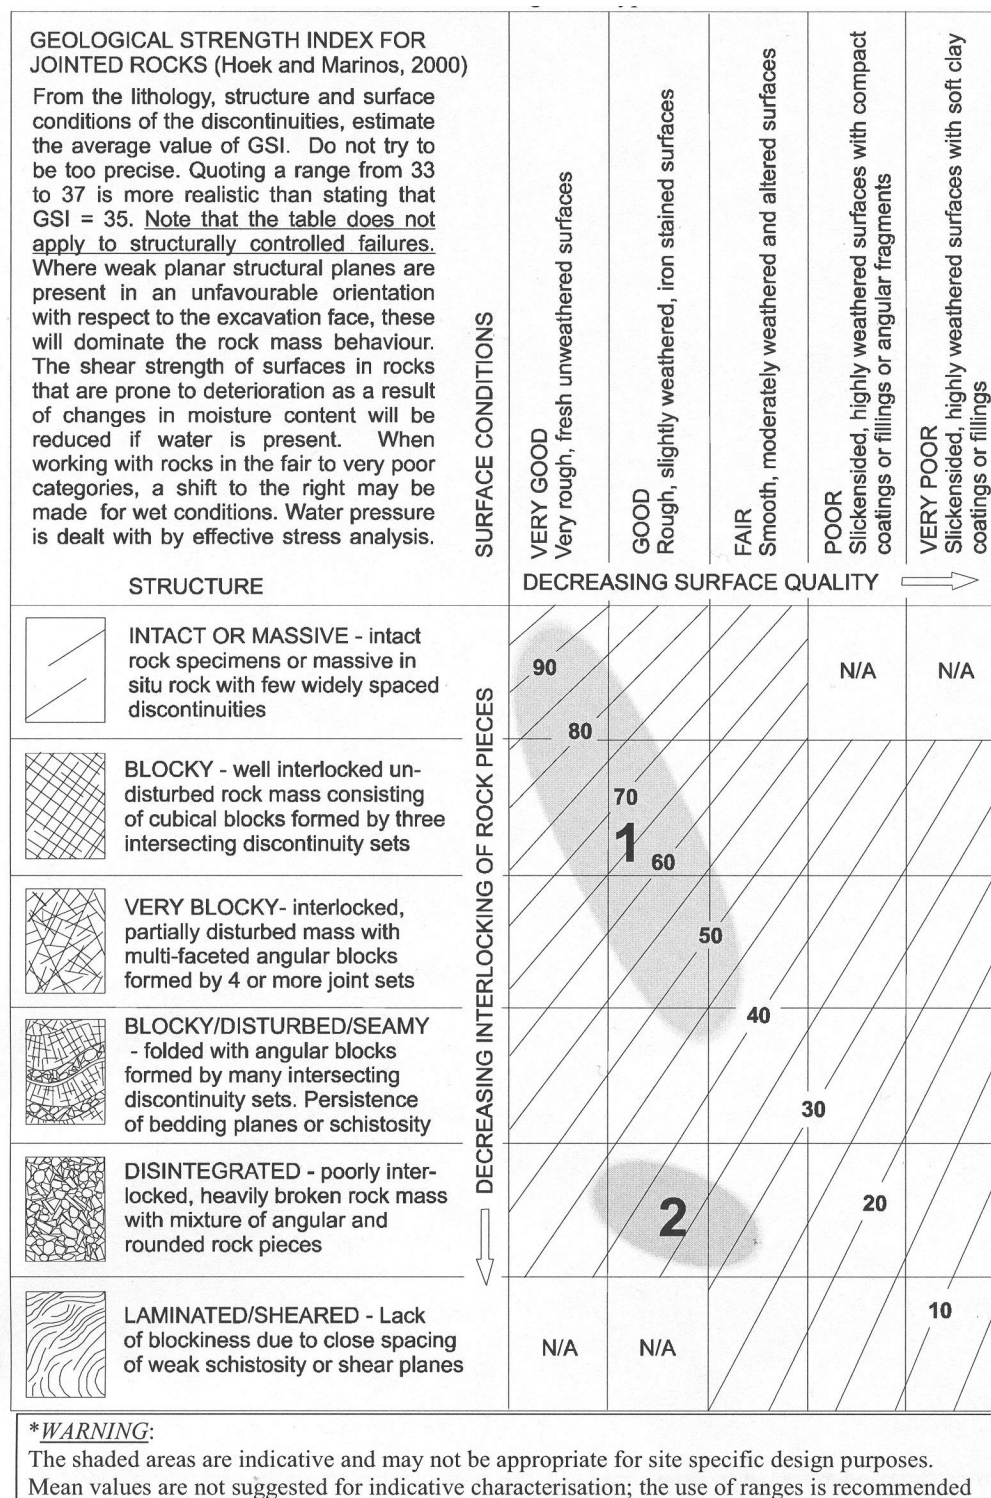 GEOLOGICAL STRENGTH INDEX FOR
JOINTED ROCKS (Hoek and Marinos, 2000)
From the lithology, structure and surface
conditions of the discontinuities, estimate
the average value of GSI. Do not try to
be too precise. Quoting a range from 33
to 37 is more realistic than stating that
GSI = 35. Note that the table does not
apply to structurally controlled failures.
Where weak planar structural planes are
present in an unfavourable orientation
with respect to the excavation face, these
will dominate the rock mass behaviour.
The shear strength of surfaces in rocks
that are prone to deterioration as a result
of changes in moisture content will be
reduced if water is present. When
working with rocks in the fair to very poor
categories, a shift to the right may be
made for wet conditions. Water pressure
is dealt with by effective stress analysis.
STRUCTURE
SURFACE CONDITIONS
VERY GOOD
Very rough, fresh unweathered surfaces
GOOD
Rough, slightly weathered, iron stained surfaces
FAIR
Smooth, moderately weathered and altered surfaces
POOR
Slickensided, highly weathered surfaces with compact
coatings or fillings or angular fragments
VERY POOR
Slickensided, highly weathered surfaces with soft clay
coatings or fillings
DECREASING SURFACE QUALITY
DECREASING INTERLOCKING OF ROCK PIECES
INTACT OR MASSIVE - intact
rock specimens or massive in
situ rock with few widely spaced
discontinuities
90
80
N/A
N/A
BLOCKY - well interlocked un-
disturbed rock mass consisting
of cubical blocks formed by three
intersecting discontinuity sets
70
1
60
VERY BLOCKY- interlocked,
partially disturbed mass with
multi-faceted angular blocks
formed by 4 or more joint sets
50
40
BLOCKY/DISTURBED/SEAMY
- folded with angular blocks
formed by many intersecting
discontinuity sets. Persistence
of bedding planes or schistosity
30
DISINTEGRATED - poorly inter-
locked, heavily broken rock mass
with mixture of angular and
rounded rock pieces
2
20
LAMINATED/SHEARED - Lack
of blockiness due to close spacing
of weak schistosity or shear planes
N/A
N/A
10
*WARNING:
The shaded areas are indicative and may not be appropriate for site specific design purposes.
Mean values are not suggested for indicative characterisation; the use of ranges is recommended